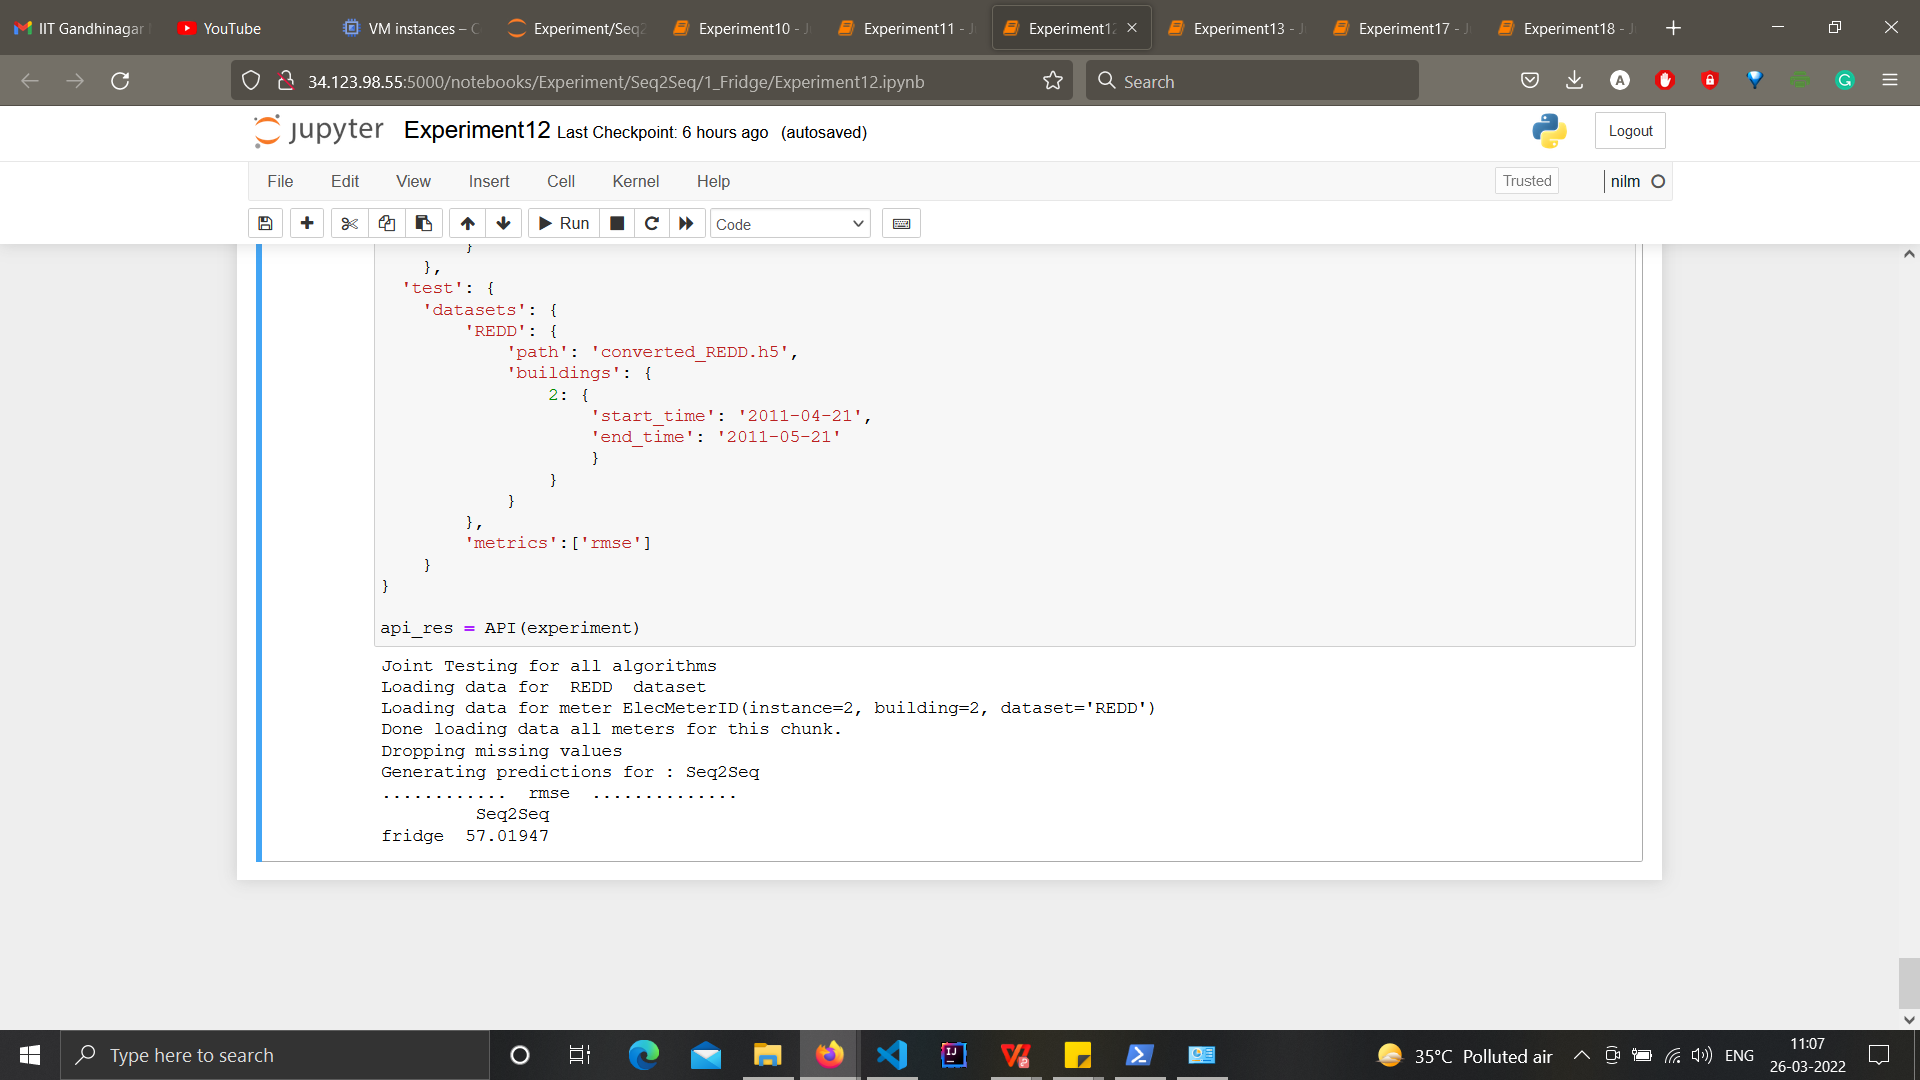 IIT Gandhinagar
YouTube
VM instances – C
Experiment/Seq2
Experiment10 - J
Experiment11 - J
Experiment12
Experiment13 - J
Experiment17 - J
Experiment18 - J
34.123.98.55:5000/notebooks/Experiment/Seq2Seq/1_Fridge/Experiment12.ipynb
Search
jupyter Experiment12 Last Checkpoint: 6 hours ago (autosaved)
Logout
File Edit View Insert Cell Kernel Help
Trusted
nilm
Run
Code
}
},
'test': {
'datasets': {
'REDD': {
'path': 'converted_REDD.h5',
'buildings': {
2: {
'start_time': '2011-04-21',
'end_time': '2011-05-21'
}
}
}
},
'metrics':['rmse']
}
}
api_res = API(experiment)
Joint Testing for all algorithms
Loading data for  REDD  dataset
Loading data for meter ElecMeterID(instance=2, building=2, dataset='REDD')
Done loading data all meters for this chunk.
Dropping missing values
Generating predictions for : Seq2Seq
............  rmse  ..............
Seq2Seq
fridge  57.01947
Type here to search
35°C Polluted air
ENG
11:07
26-03-2022